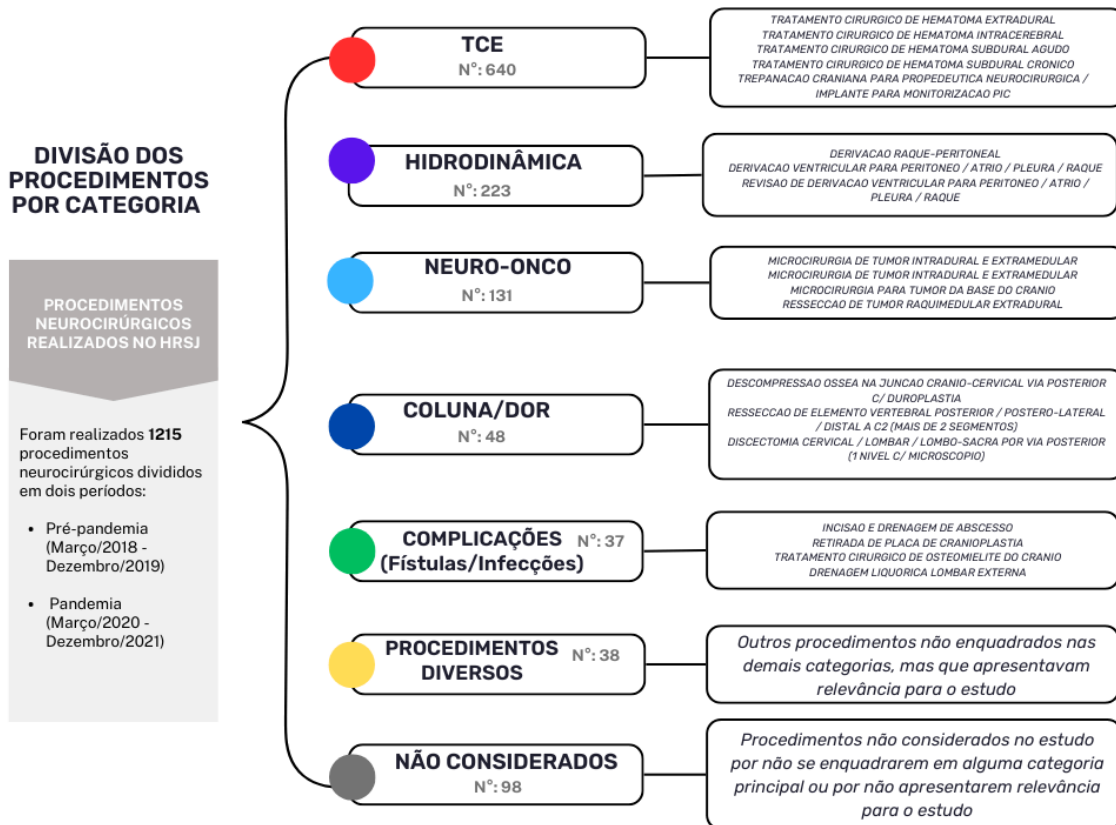 DIVISÃO DOS
PROCEDIMENTOS
POR CATEGORIA
PROCEDIMENTOS
NEUROCIRÚRGICOS
REALIZADOS NO HRSJ
Foram realizados 1215
procedimentos
neurocirúrgicos divididos
em dois períodos:
• Pré-pandemia
(Março/2018 -
Dezembro/2019)
• Pandemia
(Março/2020 -
Dezembro/2021)
TCE
N°: 640
TRATAMENTO CIRURGICO DE HEMATOMA EXTRADURAL
TRATAMENTO CIRURGICO DE HEMATOMA INTRACEREBRAL
TRATAMENTO CIRURGICO DE HEMATOMA SUBDURAL AGUDO
TRATAMENTO CIRURGICO DE HEMATOMA SUBDURAL CRONICO
TREPANACAO CRANIANA PARA PROPEDEUTICA NEUROCIRURGICA /
IMPLANTE PARA MONITORIZACAO PIC
HIDRODINÂMICA
N°: 223
DERIVACAO RAQUE-PERITONEAL
DERIVACAO VENTRICULAR PARA PERITONEO / ATRIO / PLEURA / RAQUE
REVISAO DE DERIVACAO VENTRICULAR PARA PERITONEO / ATRIO /
PLEURA / RAQUE
NEURO-ONCO
N°: 131
MICROCIRURGIA DE TUMOR INTRADURAL E EXTRAMEDULAR
MICROCIRURGIA DE TUMOR INTRADURAL E EXTRAMEDULAR
MICROCIRURGIA PARA TUMOR DA BASE DO CRANIO
RESSECCAO DE TUMOR RAQUIMEDULAR EXTRADURAL
COLUNA/DOR
N°: 48
DESCOMPRESSAO OSSEA NA JUNCAO CRANIO-CERVICAL VIA POSTERIOR
C/ DUROPLASTIA
RESSECCAO DE ELEMENTO VERTEBRAL POSTERIOR / POSTERO-LATERAL
/ DISTAL A C2 (MAIS DE 2 SEGMENTOS)
DISCECTOMIA CERVICAL / LOMBAR / LOMBO-SACRA POR VIA POSTERIOR
(1 NIVEL C/ MICROSCOPIO)
COMPLICAÇÕES N°: 37
(Fístulas/Infecções)
INCISAO E DRENAGEM DE ABSCESSO
RETIRADA DE PLACA DE CRANIOPLASTIA
TRATAMENTO CIRURGICO DE OSTEOMIELITE DO CRANIO
DRENAGEM LIQUORICA LOMBAR EXTERNA
PROCEDIMENTOS N°: 38
DIVERSOS
Outros procedimentos não enquadrados nas
demais categorias, mas que apresentavam
relevância para o estudo
NÃO CONSIDERADOS
N°: 98
Procedimentos não considerados no estudo
por não se enquadrarem em alguma categoria
principal ou por não apresentarem relevância
para o estudo